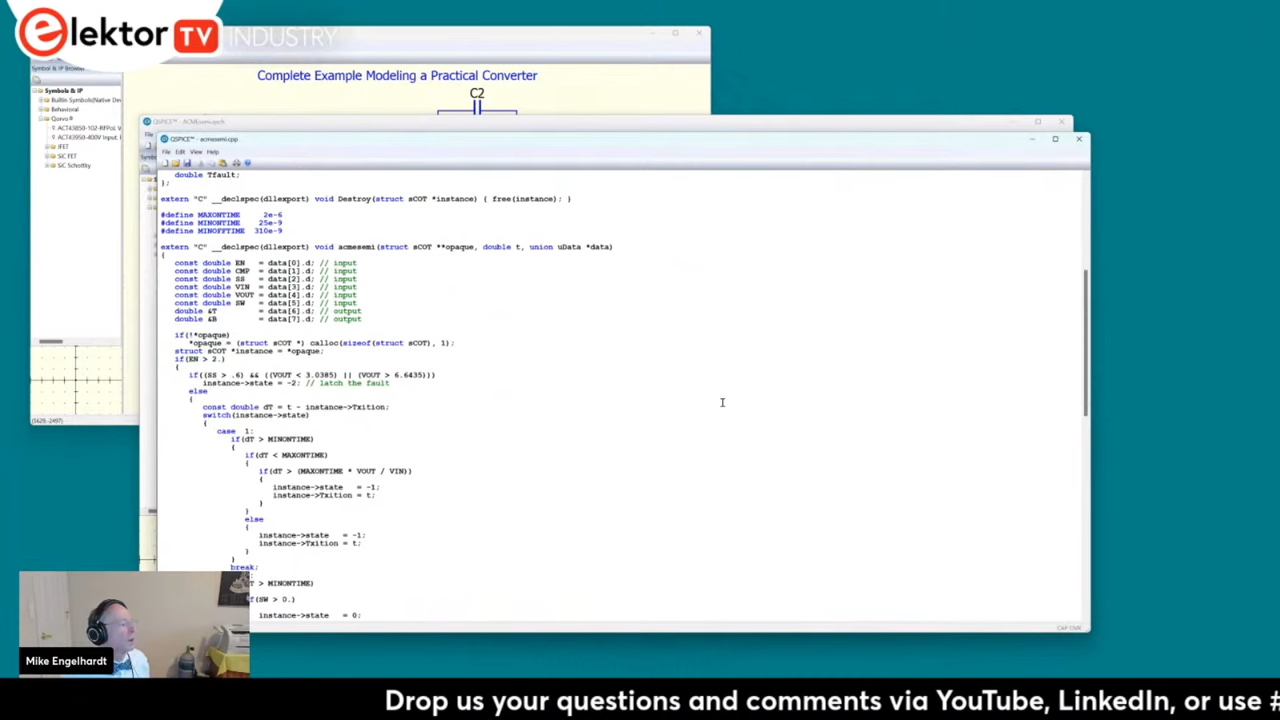 elektor TV INDUSTRY
Symbol & IP Browser
Symbols & IP
Behavioral
Qorvo®
JFET
SiC FET
SiC Schottky
Complete Example Modeling a Practical Converter
C2
QSPICE™ - acmesemi.cpp
File Edit View Help
double Tfault;
};
extern "C" __declspec(dllexport) void Destroy(struct sCOT *instance) { free(instance); }
#define MAXONTIME 2e-6
#define MINONTIME 25e-9
#define MINOFFTIME 310e-9
extern "C" __declspec(dllexport) void acmesemi(struct sCOT **opaque, double t, union uData *data)
{
const double EN = data[0].d; // input
const double CMP = data[1].d; // input
const double SS = data[2].d; // input
const double VIN = data[3].d; // input
const double VOUT = data[4].d; // input
const double SW = data[5].d; // input
double &T = data[6].d; // output
double &B = data[7].d; // output
if(!*opaque)
*opaque = (struct sCOT *) calloc(sizeof(struct sCOT), 1);
struct sCOT *instance = *opaque;
if(EN > 2.)
{
if((SS > .6) && ((VOUT < 3.0385) || (VOUT > 6.6435)))
instance->state = -2; // latch the fault
else
{
const double dT = t - instance->Txition;
switch(instance->state)
{
case 1:
if(dT > MINONTIME)
{
if(dT < MAXONTIME)
{
if(dT > (MAXONTIME * VOUT / VIN))
{
instance->state = -1;
instance->Txition = t;
}
}
else
{
instance->state = -1;
instance->Txition = t;
}
}
break;
T > MINONTIME)
f(SW > 0.)
instance->state = 0;
Mike Engelhardt
Drop us your questions and comments via YouTube, LinkedIn, or use #